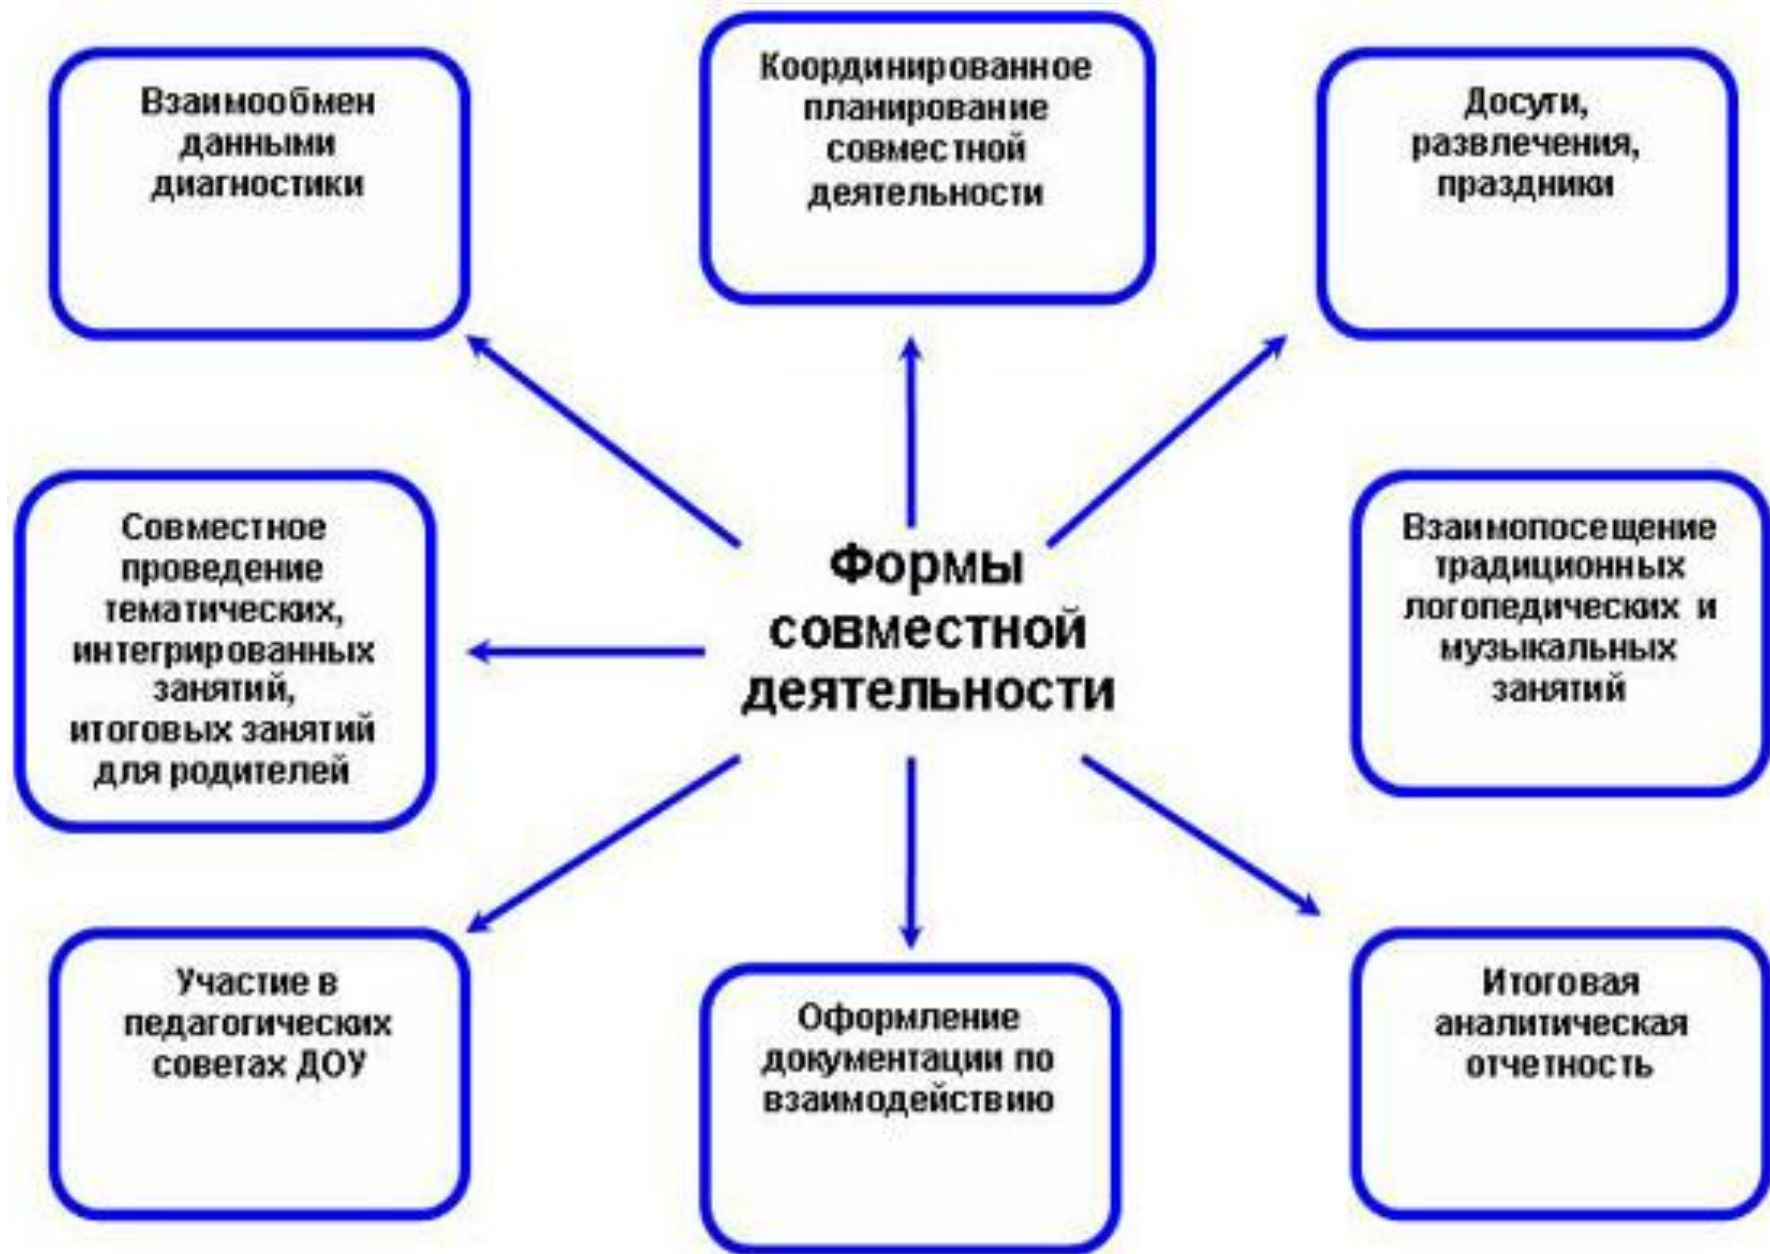 Взаимообмен
данными
диагностики
Координированное
планирование
совместной
деятельности
Досуги,
развлечения,
праздники
Совместное
проведение
тематических,
интегрированных
занятий,
итоговых занятий
для родителей
Формы
совместной
деятельности
Взаимопосещение
традиционных
логопедических и
музыкальных
занятий
Участие в
педагогических
советах ДОУ
Оформление
документации по
взаимодействию
Итоговая
аналитическая
отчетность